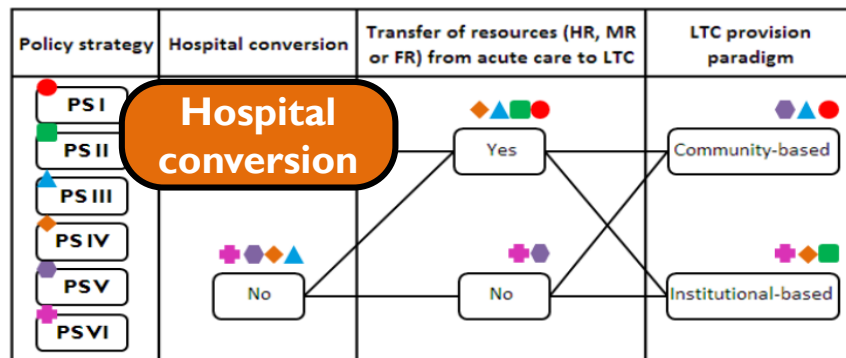 Policy strategy
Hospital conversion
Transfer of resources (HR, MR
or FR) from acute care to LTC
LTC provision
paradigm
PS I
PS II
PS III
PS IV
PS V
PS VI
Hospital
conversion
No
Yes
No
Community-based
Institutional-based